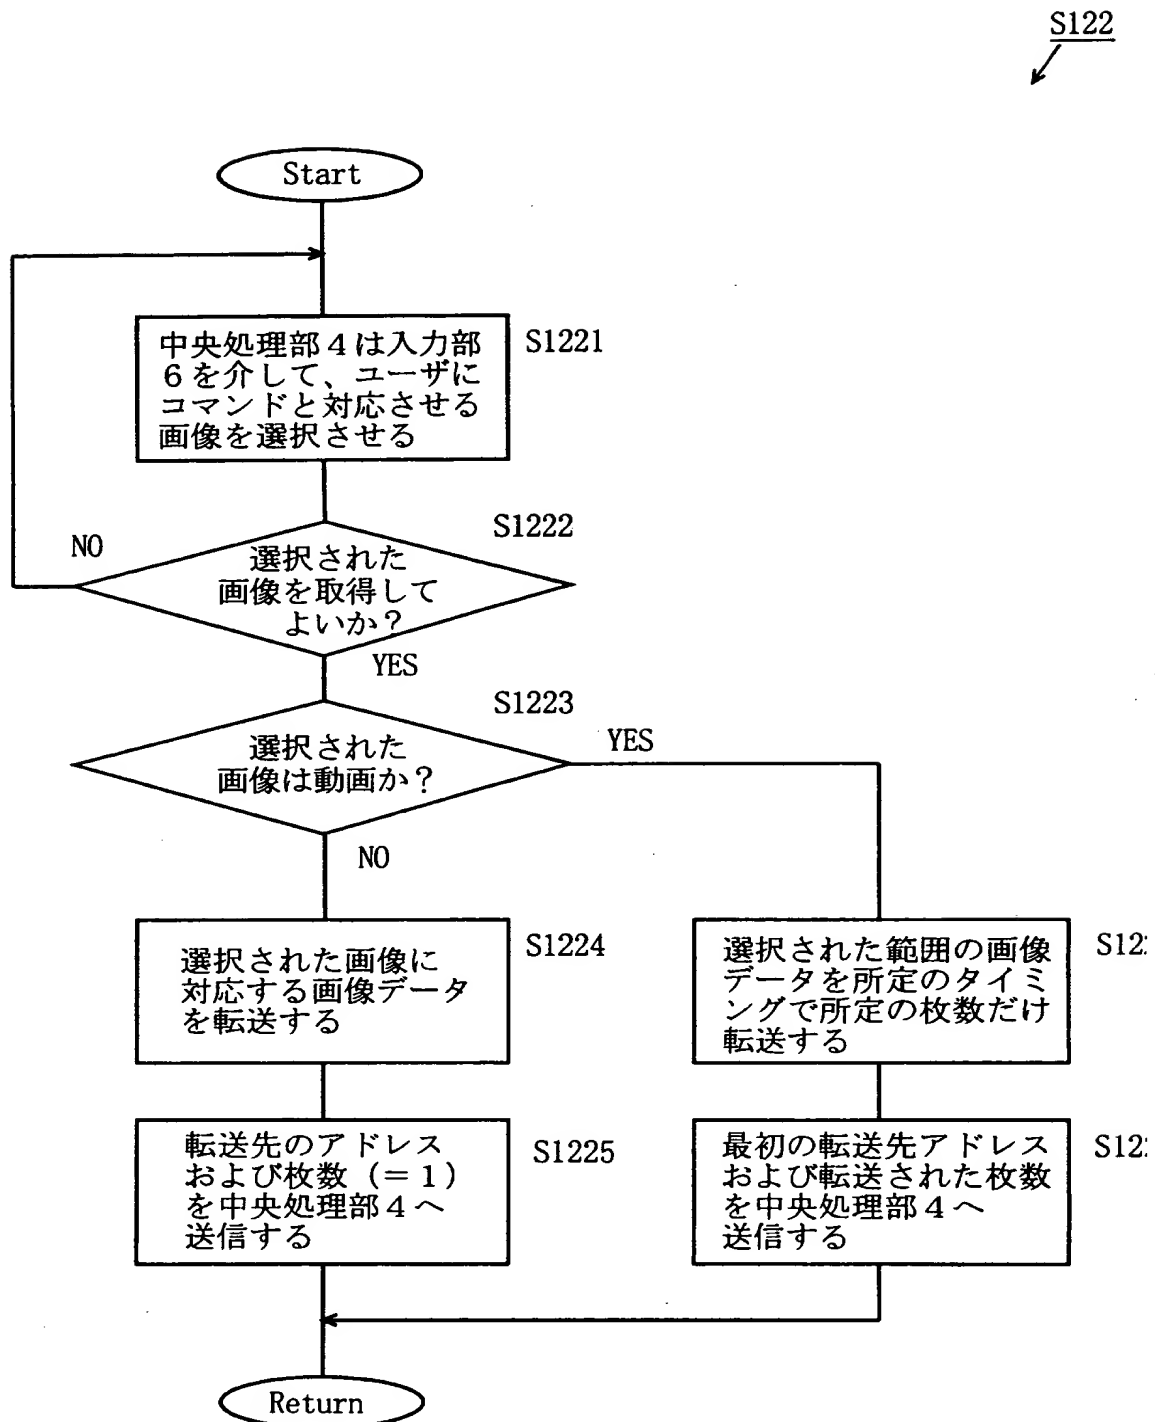 S122
Start
中央処理部４は入力部
６を介して、ユーザに
コマンドと対応させる
画像を選択させる
S1221
S1222
NO
選択された
画像を取得して
よいか？
YES
S1223
選択された
画像は動画か？
YES
NO
選択された画像に
対応する画像データ
を転送する
S1224
選択された範囲の画像
データを所定のタイミ
ングで所定の枚数だけ
転送する
転送先のアドレス
および枚数（＝１）
を中央処理部４へ
送信する
S1225
最初の転送先アドレス
および転送された枚数
を中央処理部４へ
送信する
Return